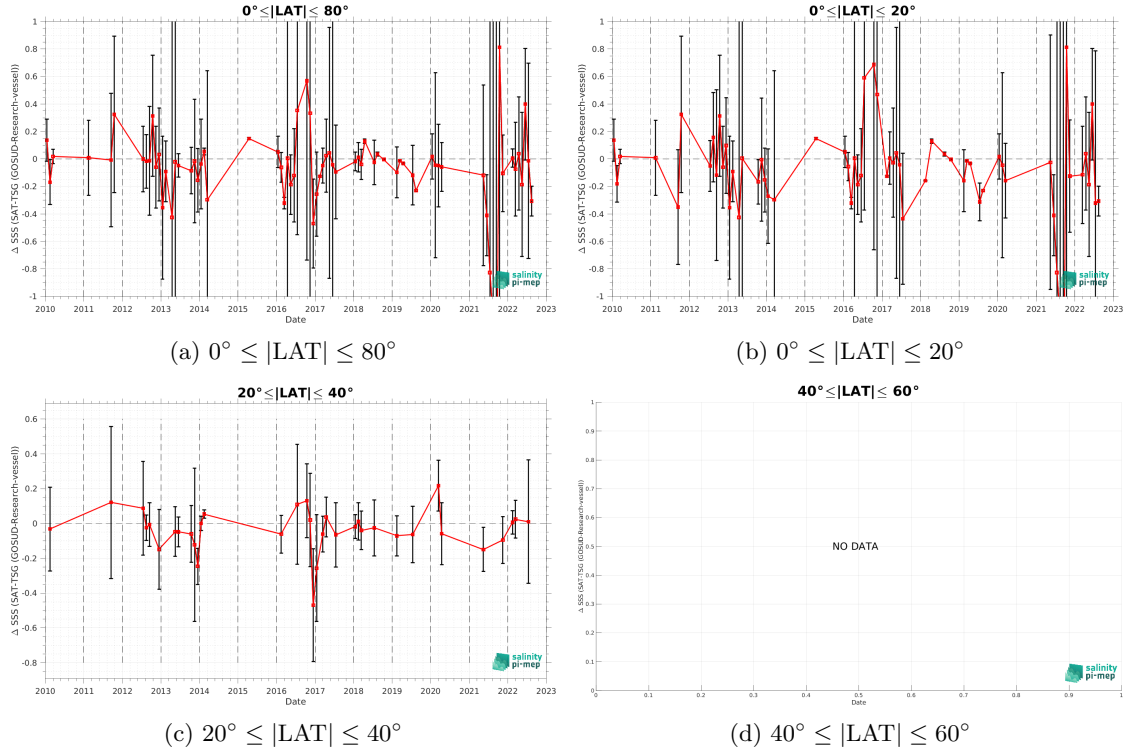 0°≤|LAT|≤ 80°
Δ SSS (SAT-TSG (GOSUD-Research-vessel))
1
0.8
0.6
0.4
0.2
0
-0.2
-0.4
-0.6
-0.8
-1
2010 2011 2012 2013 2014 2015 2016 2017 2018 2019 2020 2021 2022 2023
Date
salinity
pi-mep
(a) 0° ≤ |LAT| ≤ 80°
0°≤|LAT|≤ 20°
Δ SSS (SAT-TSG (GOSUD-Research-vessel))
1
0.8
0.6
0.4
0.2
0
-0.2
-0.4
-0.6
-0.8
-1
2010 2011 2012 2013 2014 2015 2016 2017 2018 2019 2020 2021 2022 2023
Date
salinity
pi-mep
(b) 0° ≤ |LAT| ≤ 20°
20°≤|LAT|≤ 40°
Δ SSS (SAT-TSG (GOSUD-Research-vessel))
0.6
0.4
0.2
0
-0.2
-0.4
-0.6
-0.8
2010 2011 2012 2013 2014 2015 2016 2017 2018 2019 2020 2021 2022 2023
Date
salinity
pi-mep
(c) 20° ≤ |LAT| ≤ 40°
40°≤|LAT|≤ 60°
Δ SSS (SAT-TSG (GOSUD-Research-vessel))
1
0.9
0.8
0.7
0.6
0.5
0.4
0.3
0.2
0.1
0
NO DATA
0 0.1 0.2 0.3 0.4 0.5 0.6 0.7 0.8 0.9 1
Date
salinity
pi-mep
(d) 40° ≤ |LAT| ≤ 60°